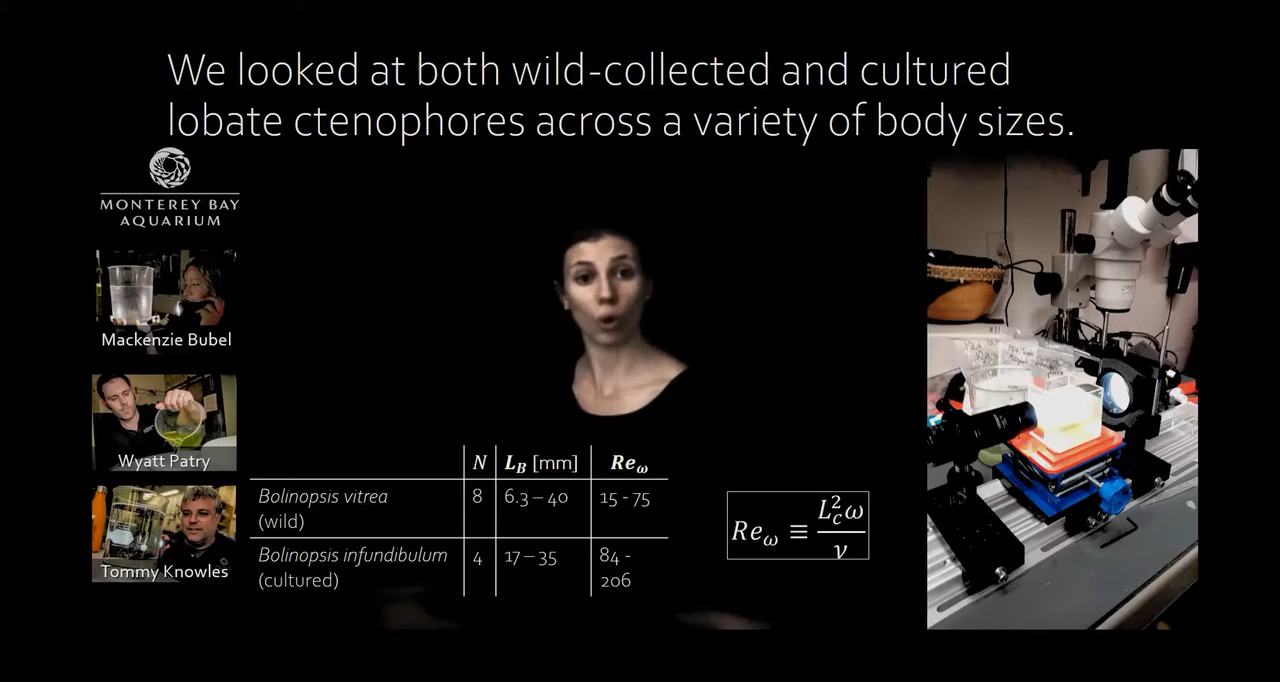 We looked at both wild-collected and cultured
lobate ctenophores across a variety of body sizes.
MONTEREY BAY
AQUARIUM
Mackenzie Bubel
Wyatt Patry
Tommy Knowles
N L_B [mm] Re_ω
Bolinopsis vitrea 8 6.3 – 40 15 - 75
(wild)
Bolinopsis infundibulum 4 17 – 35 84 -
(cultured) 206
Re_ω ≡ L_c^2 ω / ν